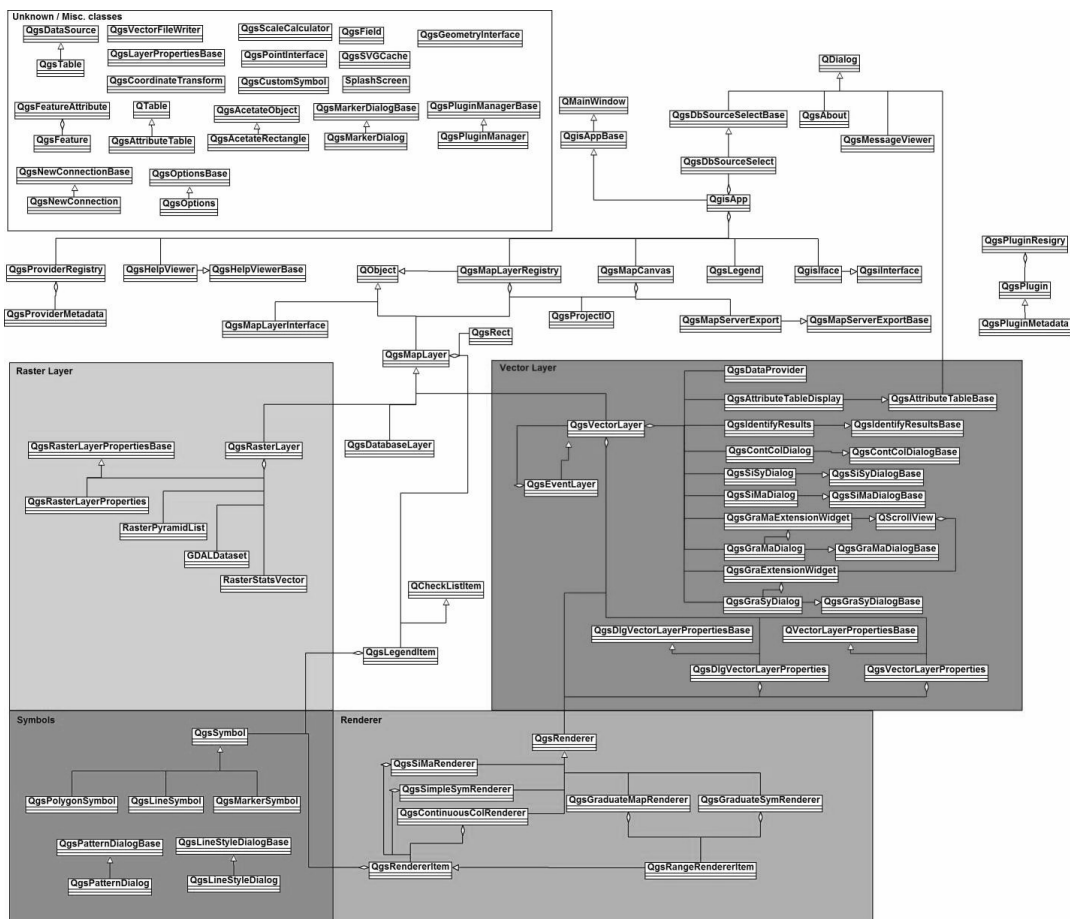 Unknown / Misc. classes
QgsDataSource
QgsVectorFileWriter
QgsScaleCalculator
QgsField
QgsGeometryInterface
QgsTable
QgsLayerPropertiesBase
QgsPointInterface
QgsSVGCache
QgsCoordinateTransform
QgsCustomSymbol
SplashScreen
QgsFeatureAttribute
QTable
QgsAcetateObject
QgsMarkerDialogBase
QgsPluginManagerBase
QgsFeature
QgsAttributeTable
QgsAcetateRectangle
QgsMarkerDialog
QgsPluginManager
QgsNewConnectionBase
QgsOptionsBase
QgsNewConnection
QgsOptions
QDialog
QMainWindow
QgsDbSourceSelectBase
QgsAbout
QgisAppBase
QgsMessageViewer
QgsDbSourceSelect
QgisApp
QgsProviderRegistry
QgsHelpViewer
QgsHelpViewerBase
QObject
QgsMapLayerRegistry
QgsMapCanvas
QgsLegend
QgisIface
QgsiInterface
QgsPluginResigry
QgsPlugin
QgsPluginMetadata
QgsProviderMetadata
QgsMapLayerInterface
QgsProjectIO
QgsMapServerExport
QgsMapServerExportBase
QgsRect
QgsMapLayer
Raster Layer
QgsRasterLayerPropertiesBase
QgsRasterLayer
QgsDatabaseLayer
QgsRasterLayerProperties
RasterPyramidList
GDALDataset
RasterStatsVector
QCheckListItem
QgsLegendItem
Vector Layer
QgsDataProvider
QgsAttributeTableDisplay
QgsAttributeTableBase
QgsVectorLayer
QgsIdentifyResults
QgsIdentifyResultsBase
QgsContColDialog
QgsContColDialogBase
QgsEventLayer
QgsSiSyDialog
QgsSiSyDialogBase
QgsSiMaDialog
QgsSiMaDialogBase
QgsGraMaExtensionWidget
QScrollView
QgsGraMaDialog
QgsGraMaDialogBase
QgsGraExtensionWidget
QgsGraSyDialog
QgsGraSyDialogBase
QgsDlgVectorLayerPropertiesBase
QVectorLayerPropertiesBase
QgsDlgVectorLayerProperties
QgsVectorLayerProperties
Symbols
QgsSymbol
QgsPolygonSymbol
QgsLineSymbol
QgsMarkerSymbol
QgsPatternDialogBase
QgsLineStyleDialogBase
QgsPatternDialog
QgsLineStyleDialog
Renderer
QgsRenderer
QgsSiMaRenderer
QgsSimpleSymRenderer
QgsContinuousColRenderer
QgsGraduateMapRenderer
QgsGraduateSymRenderer
QgsRendererItem
QgsRangeRendererItem